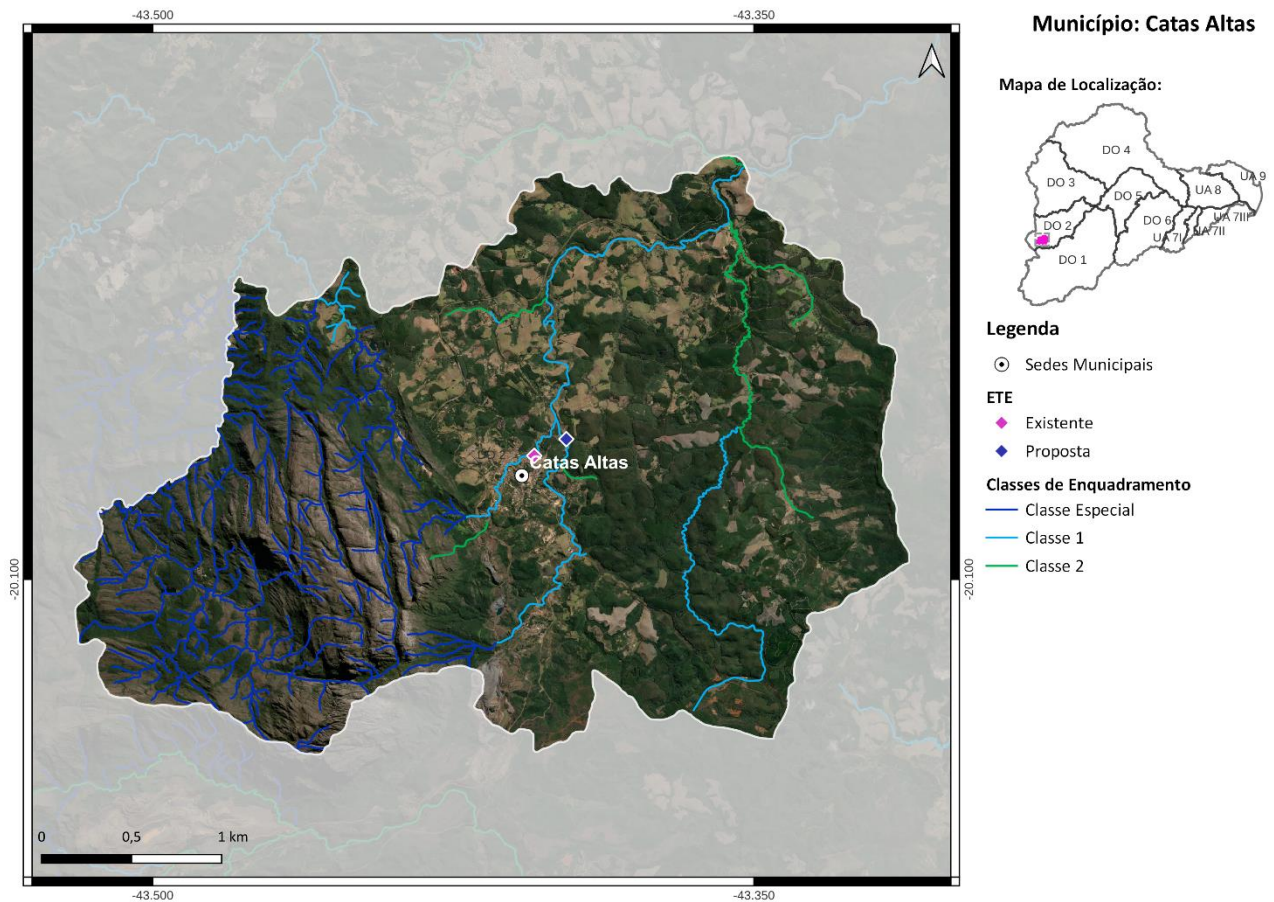 Município: Catas Altas
-43.500
-43.350
Mapa de Localização:
DO 4
DO 3
UA 9
DO 5
UA 8
DO 2
DO 6
UA 7III
UA 7II
UA 7I
DO 1
Legenda
Sedes Municipais
ETE
Existente
Proposta
Classes de Enquadramento
Classe Especial
Classe 1
Classe 2
Catas Altas
-20.100
-20.100
0
0,5
1 km
-43.500
-43.350